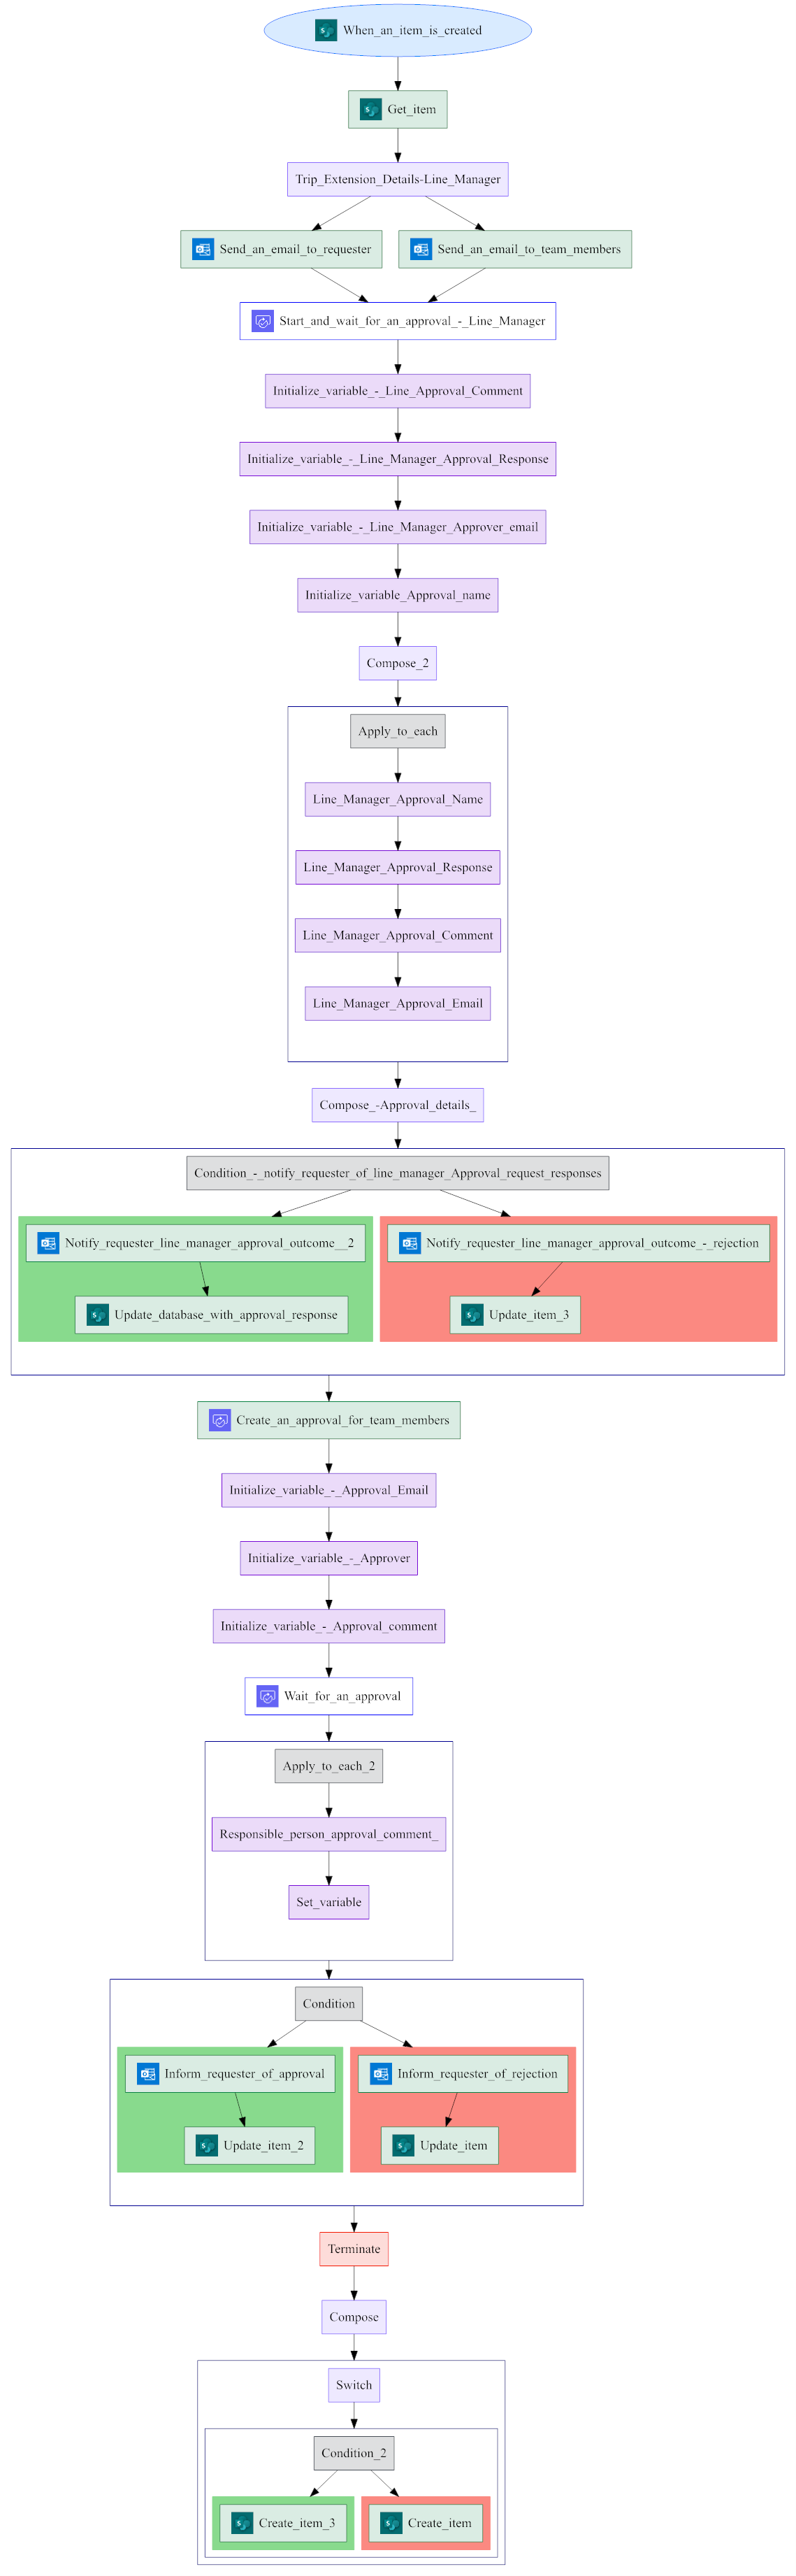 When_an_item_is_created
Get_item
Trip_Extension_Details-Line_Manager
Send_an_email_to_requester
Send_an_email_to_team_members
Start_and_wait_for_an_approval_-_Line_Manager
Initialize_variable_-_Line_Approval_Comment
Initialize_variable_-_Line_Manager_Approval_Response
Initialize_variable_-_Line_Manager_Approver_email
Initialize_variable_Approval_name
Compose_2
Apply_to_each
Line_Manager_Approval_Name
Line_Manager_Approval_Response
Line_Manager_Approval_Comment
Line_Manager_Approval_Email
Compose_-Approval_details_
Condition_-_notify_requester_of_line_manager_Approval_request_responses
Notify_requester_line_manager_approval_outcome__2
Notify_requester_line_manager_approval_outcome_-_rejection
Update_database_with_approval_response
Update_item_3
Create_an_approval_for_team_members
Initialize_variable_-_Approval_Email
Initialize_variable_-_Approver
Initialize_variable_-_Approval_comment
Wait_for_an_approval
Apply_to_each_2
Responsible_person_approval_comment_
Set_variable
Condition
Inform_requester_of_approval
Inform_requester_of_rejection
Update_item_2
Update_item
Terminate
Compose
Switch
Condition_2
Create_item_3
Create_item